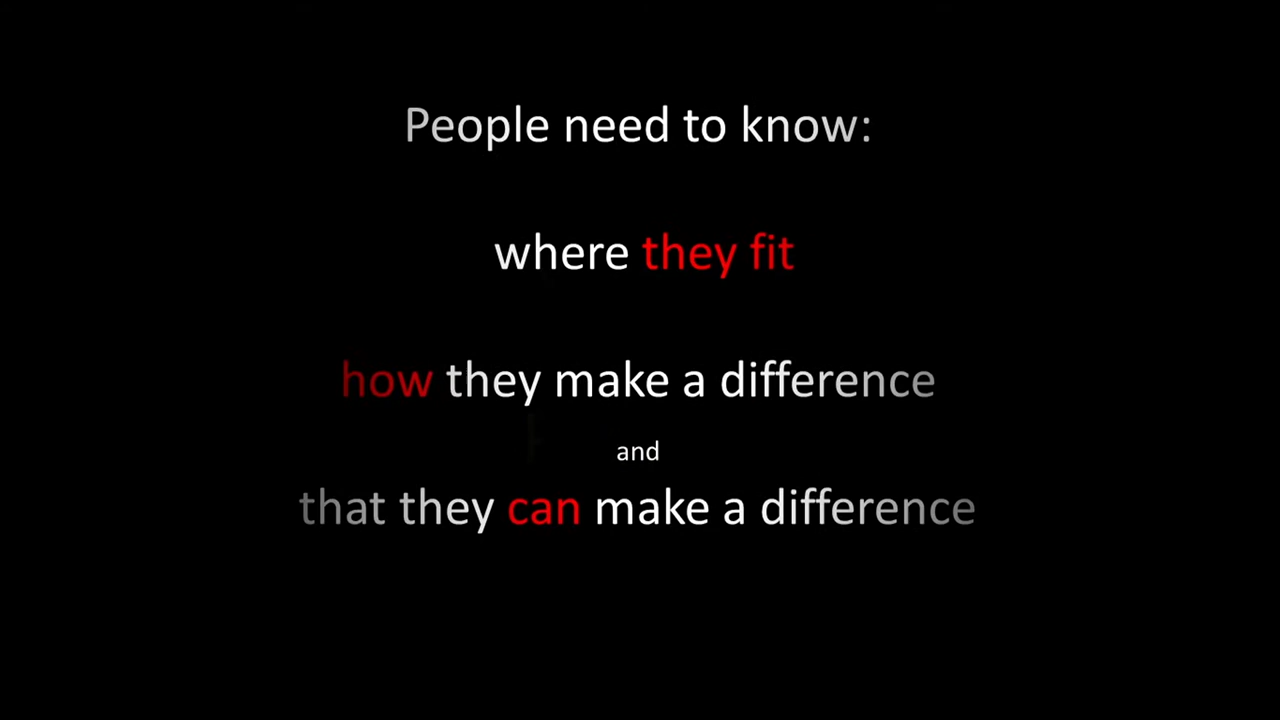 People need to know:
where they fit
how they make a difference
and
that they can make a difference